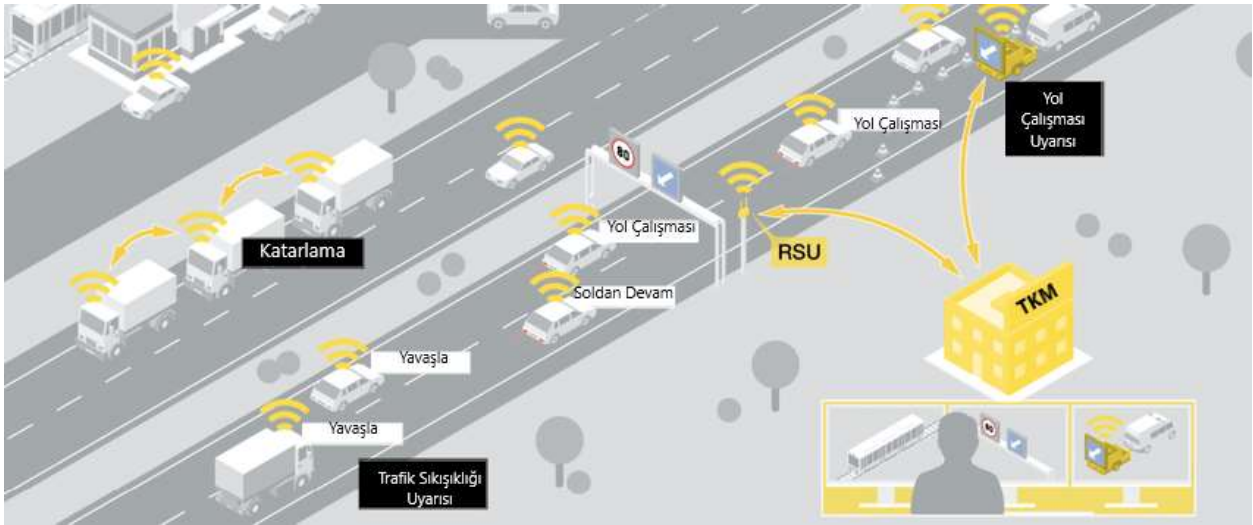 80
Yol Çalışması
Yol
Çalışması
Uyarısı
Yol Çalışması
RSU
Katarlama
Soldan Devam
TKM
Yavaşla
Yavaşla
Trafik Sıkışıklığı
Uyarısı
80